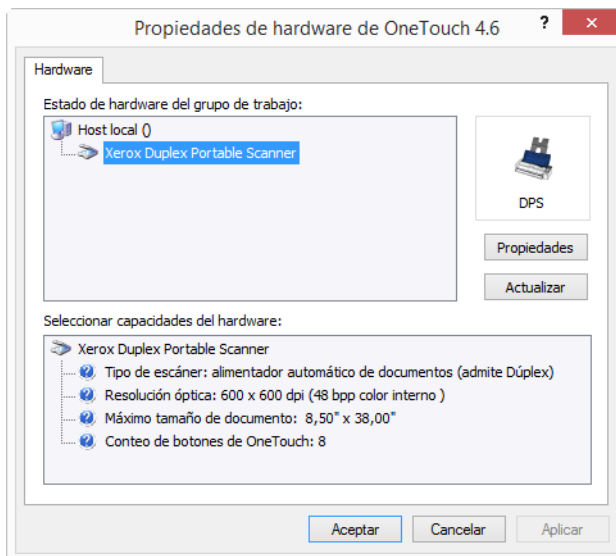 Propiedades de hardware de OneTouch 4.6
?
Hardware
Estado de hardware del grupo de trabajo:
Host local ()
Xerox Duplex Portable Scanner
DPS
Propiedades
Actualizar
Seleccionar capacidades del hardware:
Xerox Duplex Portable Scanner
Tipo de escáner: alimentador automático de documentos (admite Dúplex)
Resolución óptica: 600 x 600 dpi (48 bpp color interno )
Máximo tamaño de documento: 8,50" x 38,00"
Conteo de botones de OneTouch: 8
Aceptar
Cancelar
Aplicar